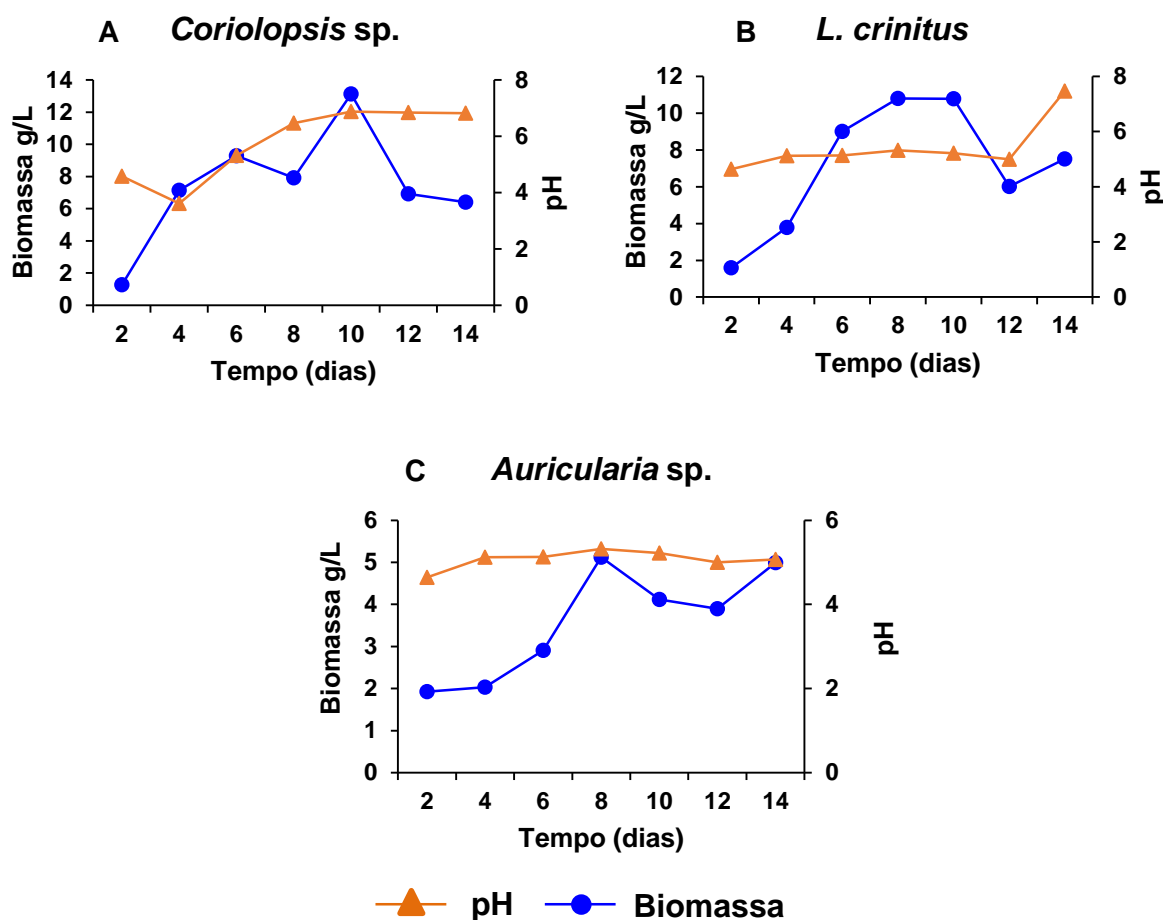 A Coriolopsis sp.
Biomassa g/L
14
12
10
8
6
4
2
0
8
6
4
2
0
pH
2 4 6 8 10 12 14
Tempo (dias)
B L. crinitus
Biomassa g/L
12
10
8
6
4
2
0
8
6
4
2
0
pH
2 4 6 8 10 12 14
Tempo (dias)
C Auricularia sp.
Biomassa g/L
6
5
4
3
2
1
0
6
4
2
0
pH
2 4 6 8 10 12 14
Tempo (dias)
pH Biomassa